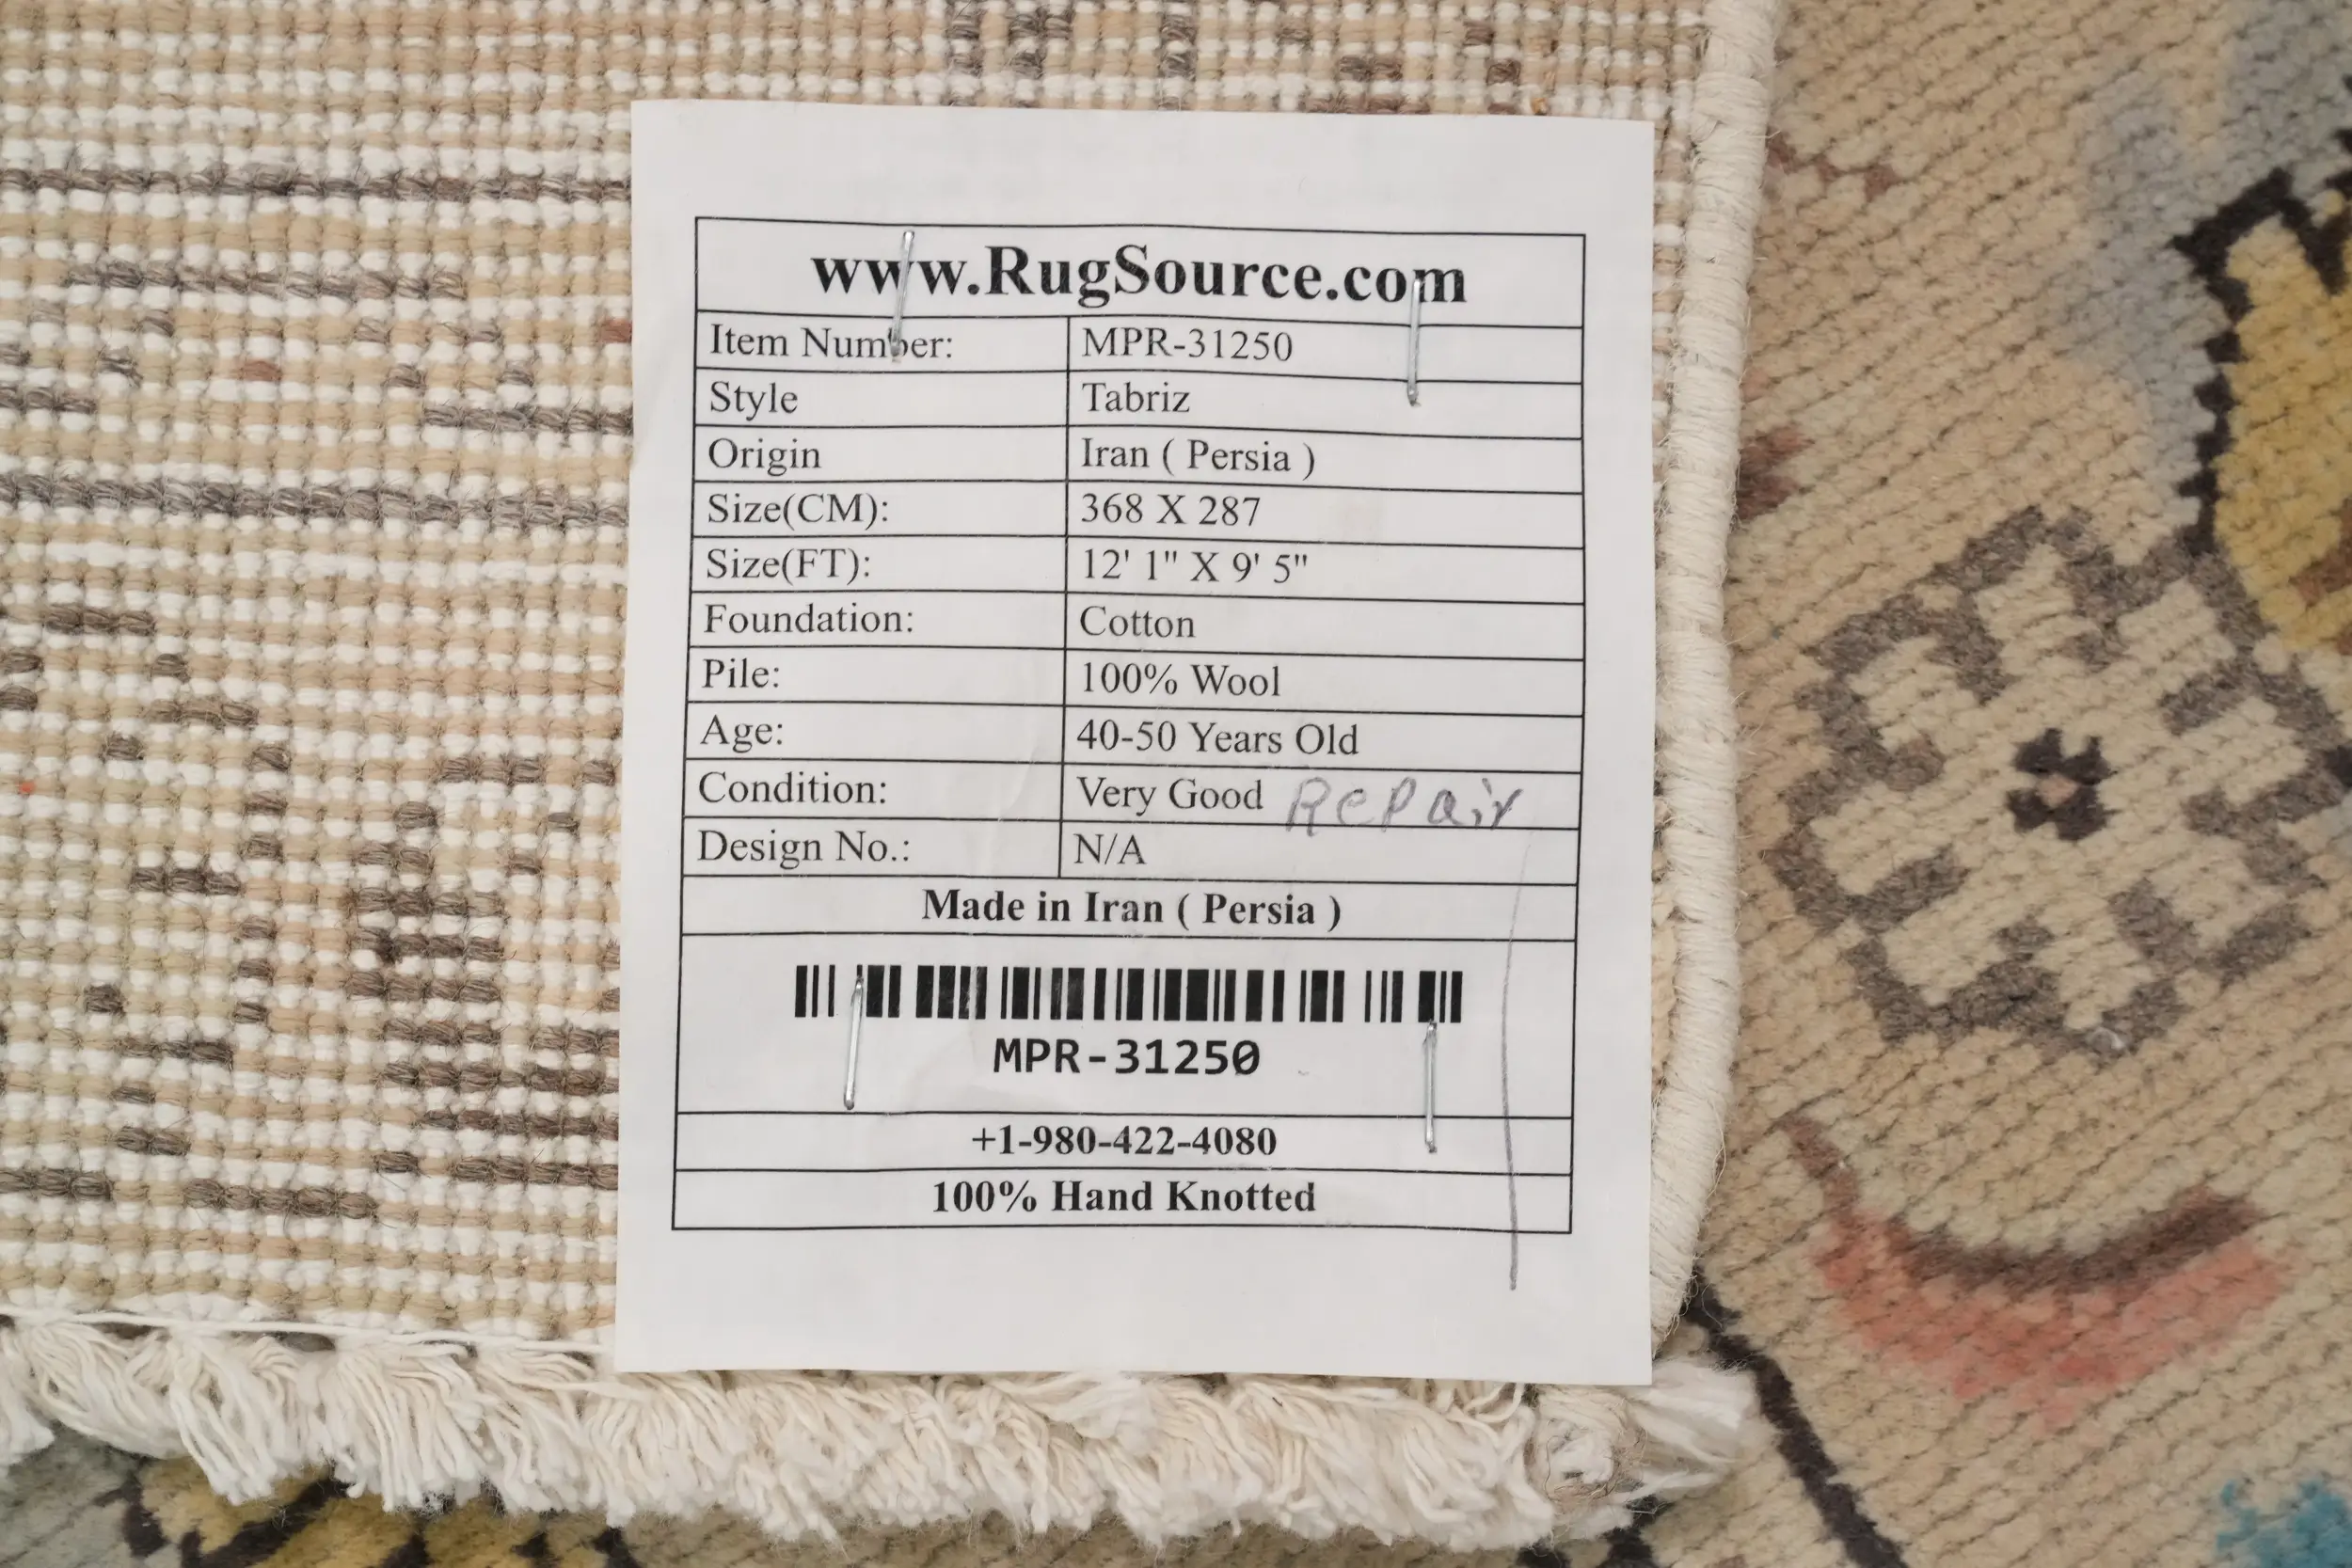 www.RugSource.com
Item Number: MPR-31250
Style Tabriz
Origin Iran ( Persia )
Size(CM): 368 X 287
Size(FT): 12' 1" X 9' 5"
Foundation: Cotton
Pile: 100% Wool
Age: 40-50 Years Old
Condition: Very Good Repair
Design No.: N/A
Made in Iran ( Persia )
MPR-31250
+1-980-422-4080
100% Hand Knotted